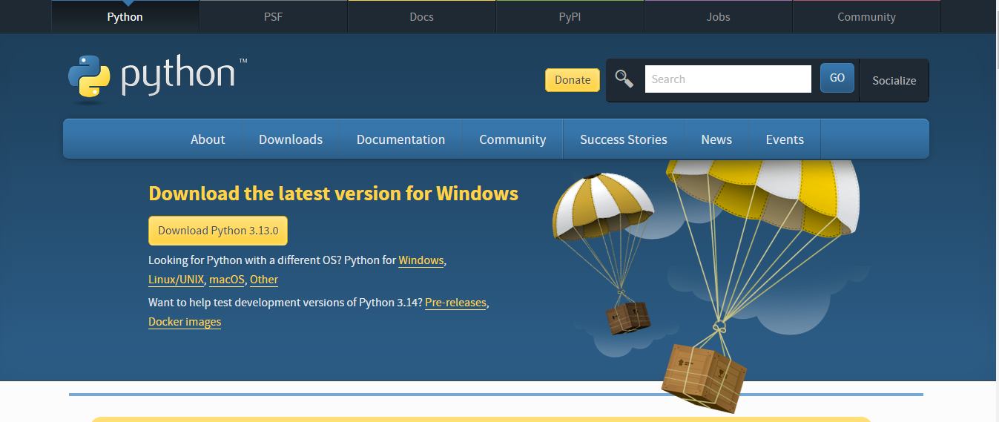 Python PSF Docs PyPI Jobs Community
python™
Donate Search GO Socialize
About Downloads Documentation Community Success Stories News Events
Download the latest version for Windows
Download Python 3.13.0
Looking for Python with a different OS? Python for Windows,
Linux/UNIX, macOS, Other
Want to help test development versions of Python 3.14? Pre-releases,
Docker images